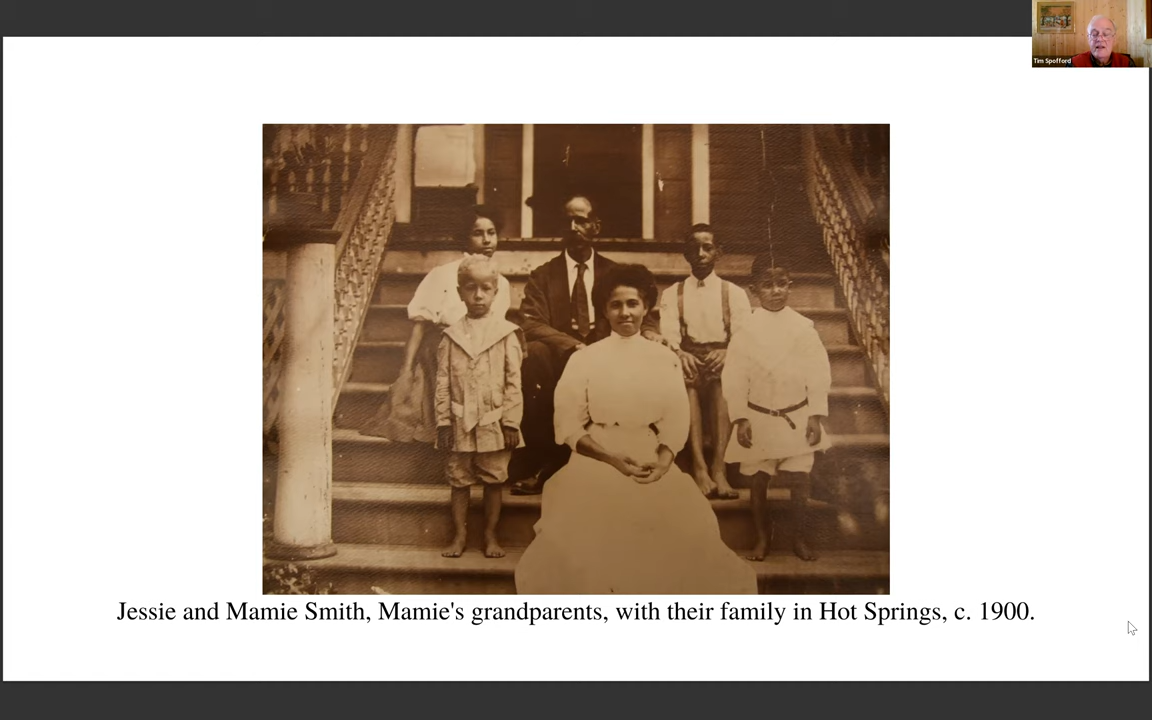 Tim Spofford
Jessie and Mamie Smith, Mamie's grandparents, with their family in Hot Springs, c. 1900.